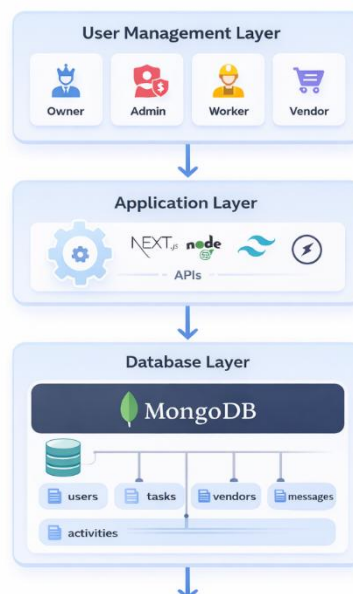 User Management Layer
Owner Admin Worker Vendor
Application Layer
NEXT.js node
APIs
Database Layer
MongoDB
users tasks vendors messages
activities